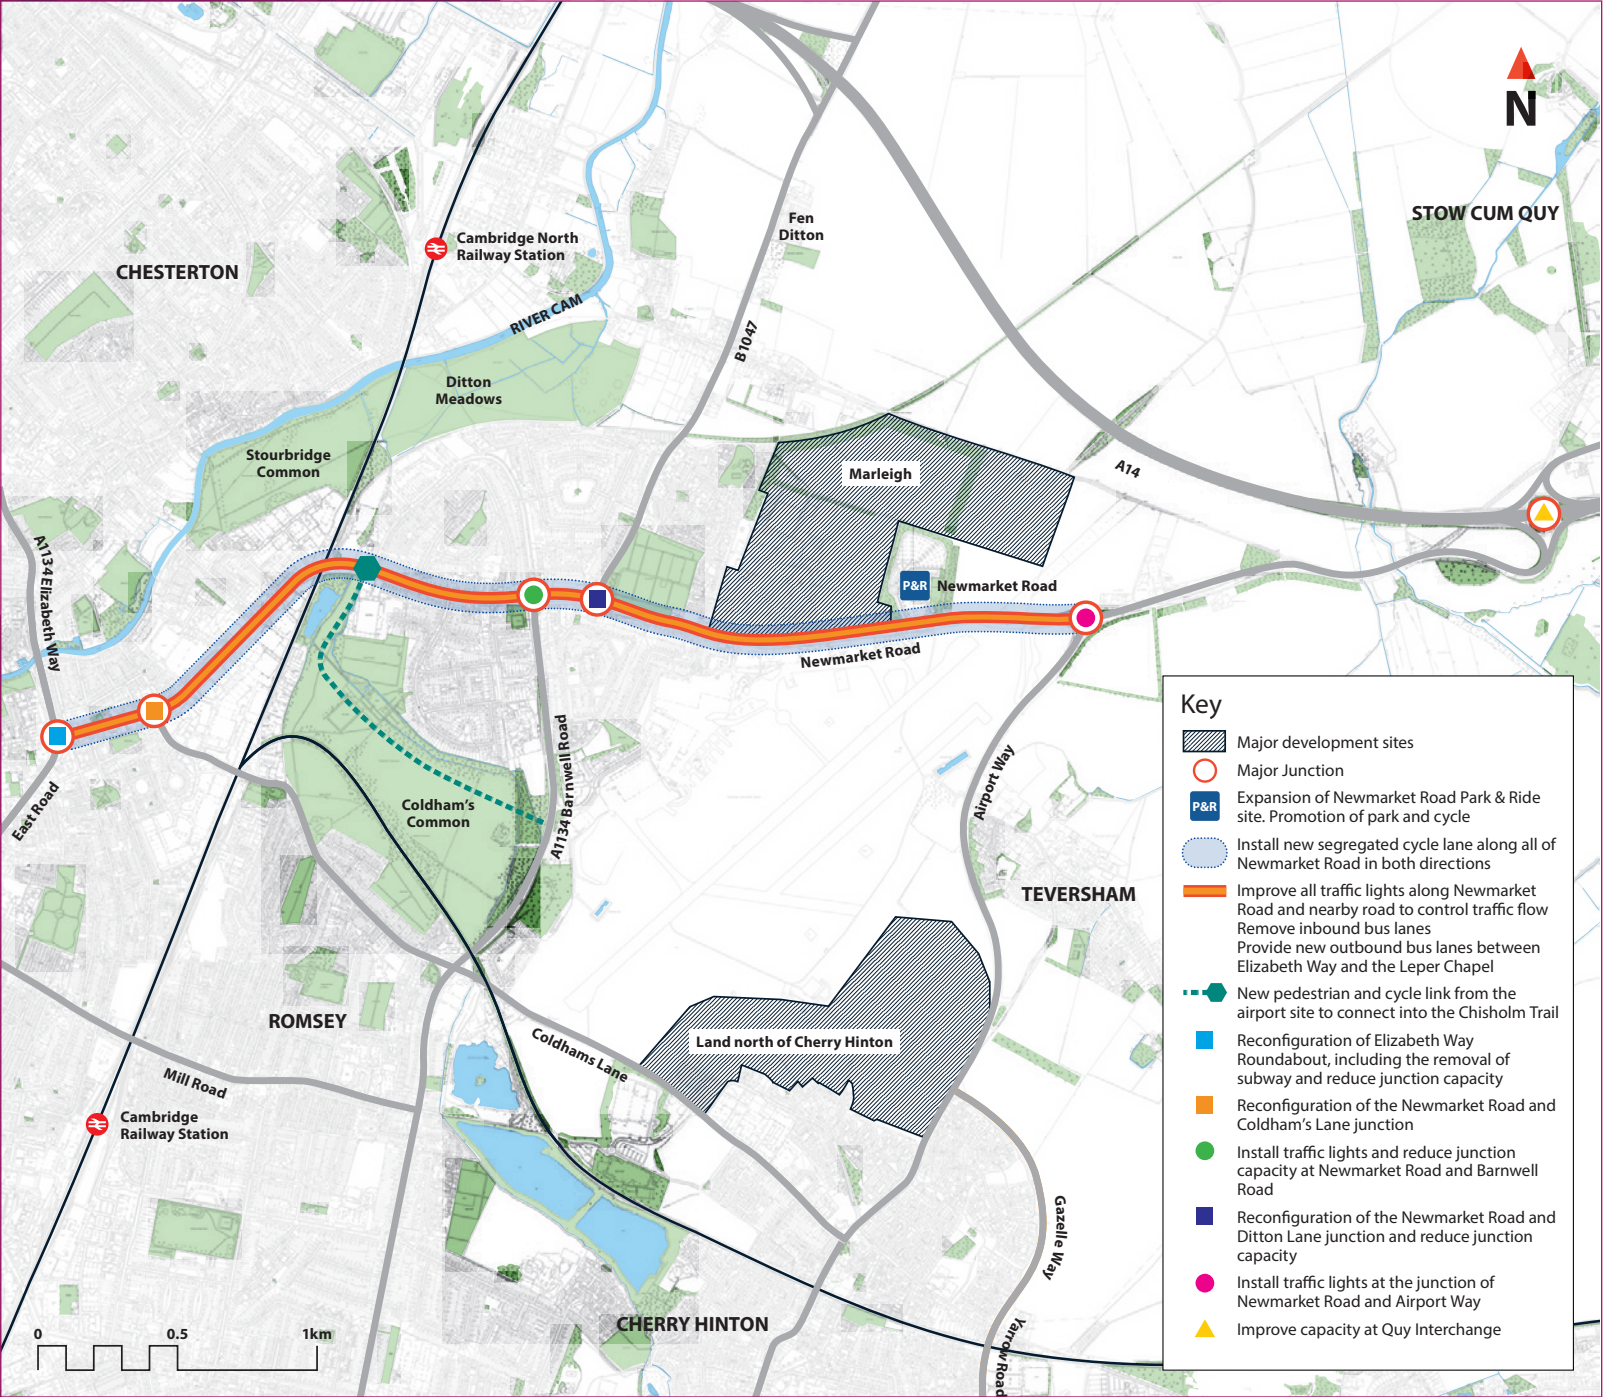 N
STOW CUM QUY
Fen
Ditton
Cambridge North
Railway Station
CHESTERTON
RIVER CAM
B1047
Ditton
Meadows
Stourbridge
Common
Marleigh
A14
A1134 Elizabeth Way
P&R
Newmarket Road
Newmarket Road
East Road
Coldham's
Common
A1134 Barnwell Road
Airport Way
TEVERSHAM
ROMSEY
Land north of Cherry Hinton
Coldhams Lane
Mill Road
Cambridge
Railway Station
Gazelle Way
CHERRY HINTON
Yarrow Road
0 0.5 1km
Key
Major development sites
Major Junction
P&R
Expansion of Newmarket Road Park & Ride
site. Promotion of park and cycle
Install new segregated cycle lane along all of
Newmarket Road in both directions
Improve all traffic lights along Newmarket
Road and nearby road to control traffic flow
Remove inbound bus lanes
Provide new outbound bus lanes between
Elizabeth Way and the Leper Chapel
New pedestrian and cycle link from the
airport site to connect into the Chisholm Trail
Reconfiguration of Elizabeth Way
Roundabout, including the removal of
subway and reduce junction capacity
Reconfiguration of the Newmarket Road and
Coldham's Lane junction
Install traffic lights and reduce junction
capacity at Newmarket Road and Barnwell
Road
Reconfiguration of the Newmarket Road and
Ditton Lane junction and reduce junction
capacity
Install traffic lights at the junction of
Newmarket Road and Airport Way
Improve capacity at Quy Interchange